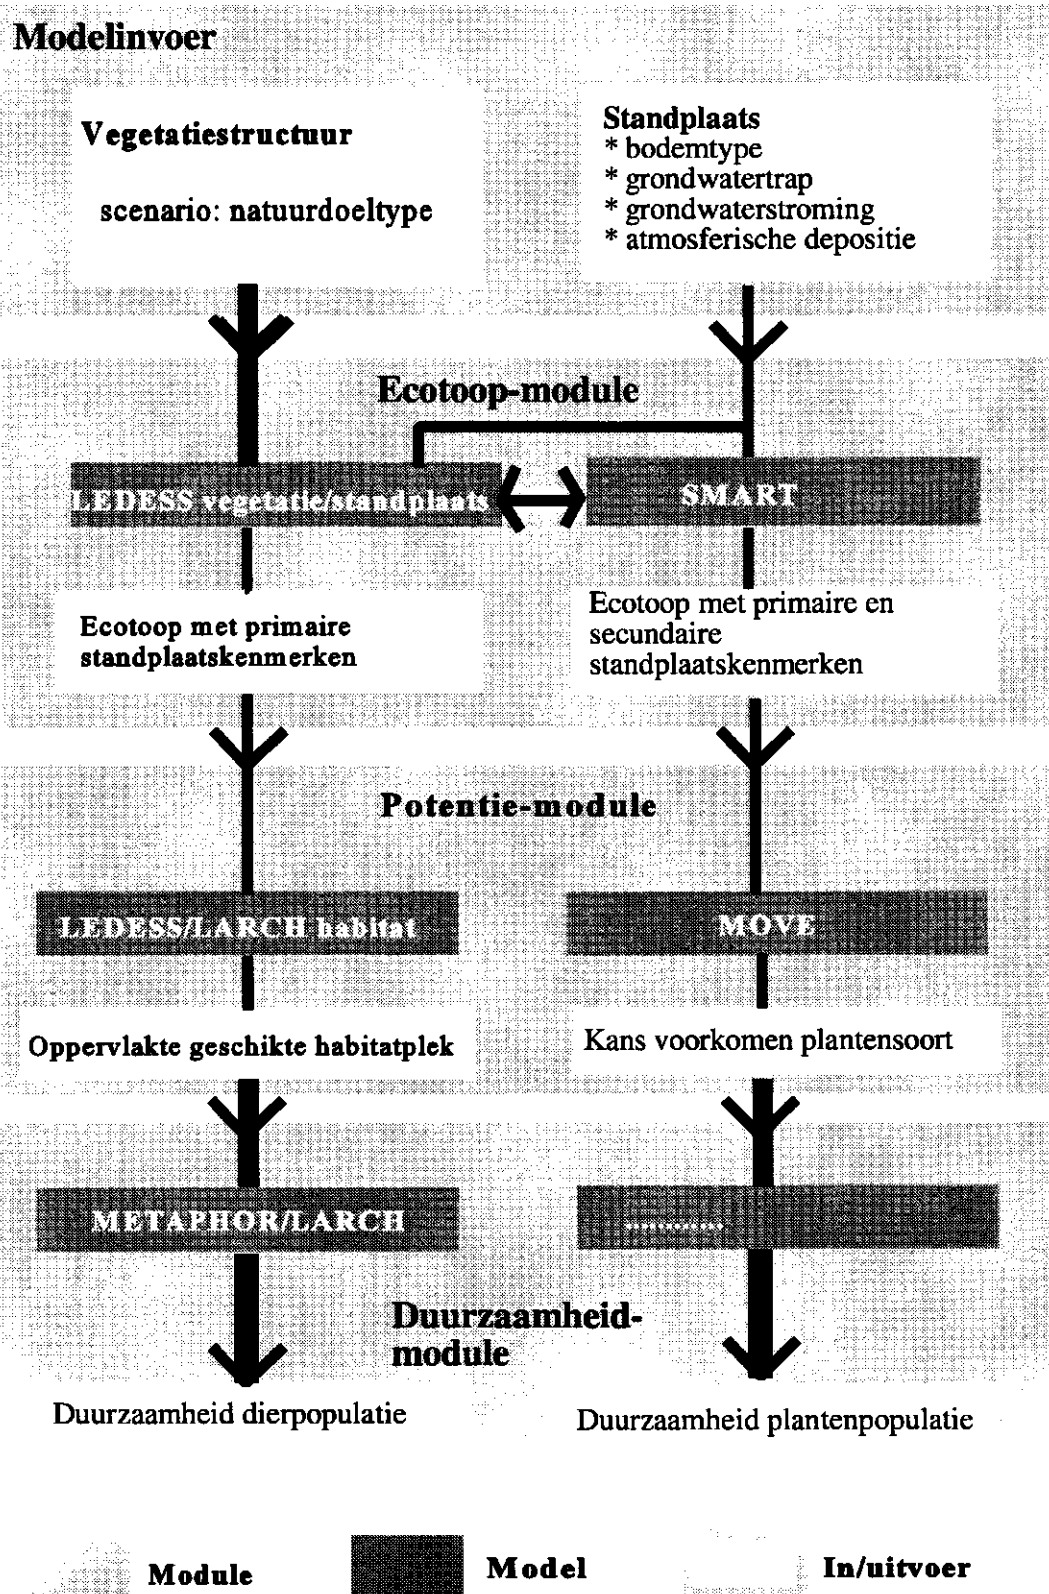 Modelinvoer
Vegetatiestructuur
scenario: natuurdoeltype
Standplaats
* bodemtype
* grondwatertrap
* grondwaterstroming
* atmosferische depositie
Ecotoop-module
LEDESS vegetatie/standplaats
SMART
Ecotoop met primaire
standplaatskenmerken
Ecotoop met primaire en
secundaire
standplaatskenmerken
Potentie-module
LEDESS/LARCH habitat
MOVE
Oppervlakte geschikte habitatplek
Kans voorkomen plantensoort
METAPHOR/LARCH
............
Duurzaamheid-
module
Duurzaamheid dierpopulatie
Duurzaamheid plantenpopulatie
Module
Model
In/uitvoer